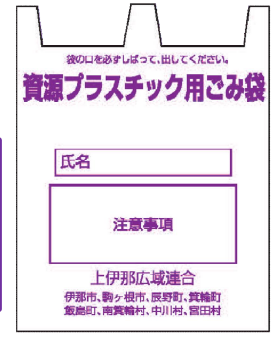 袋の口を必ずしばって、出してください。
資源プラスチック用ごみ袋
氏名
注意事項
上伊那広域連合
伊那市、駒ヶ根市、辰野町、箕輪町
飯島町、南箕輪村、中川村、宮田村